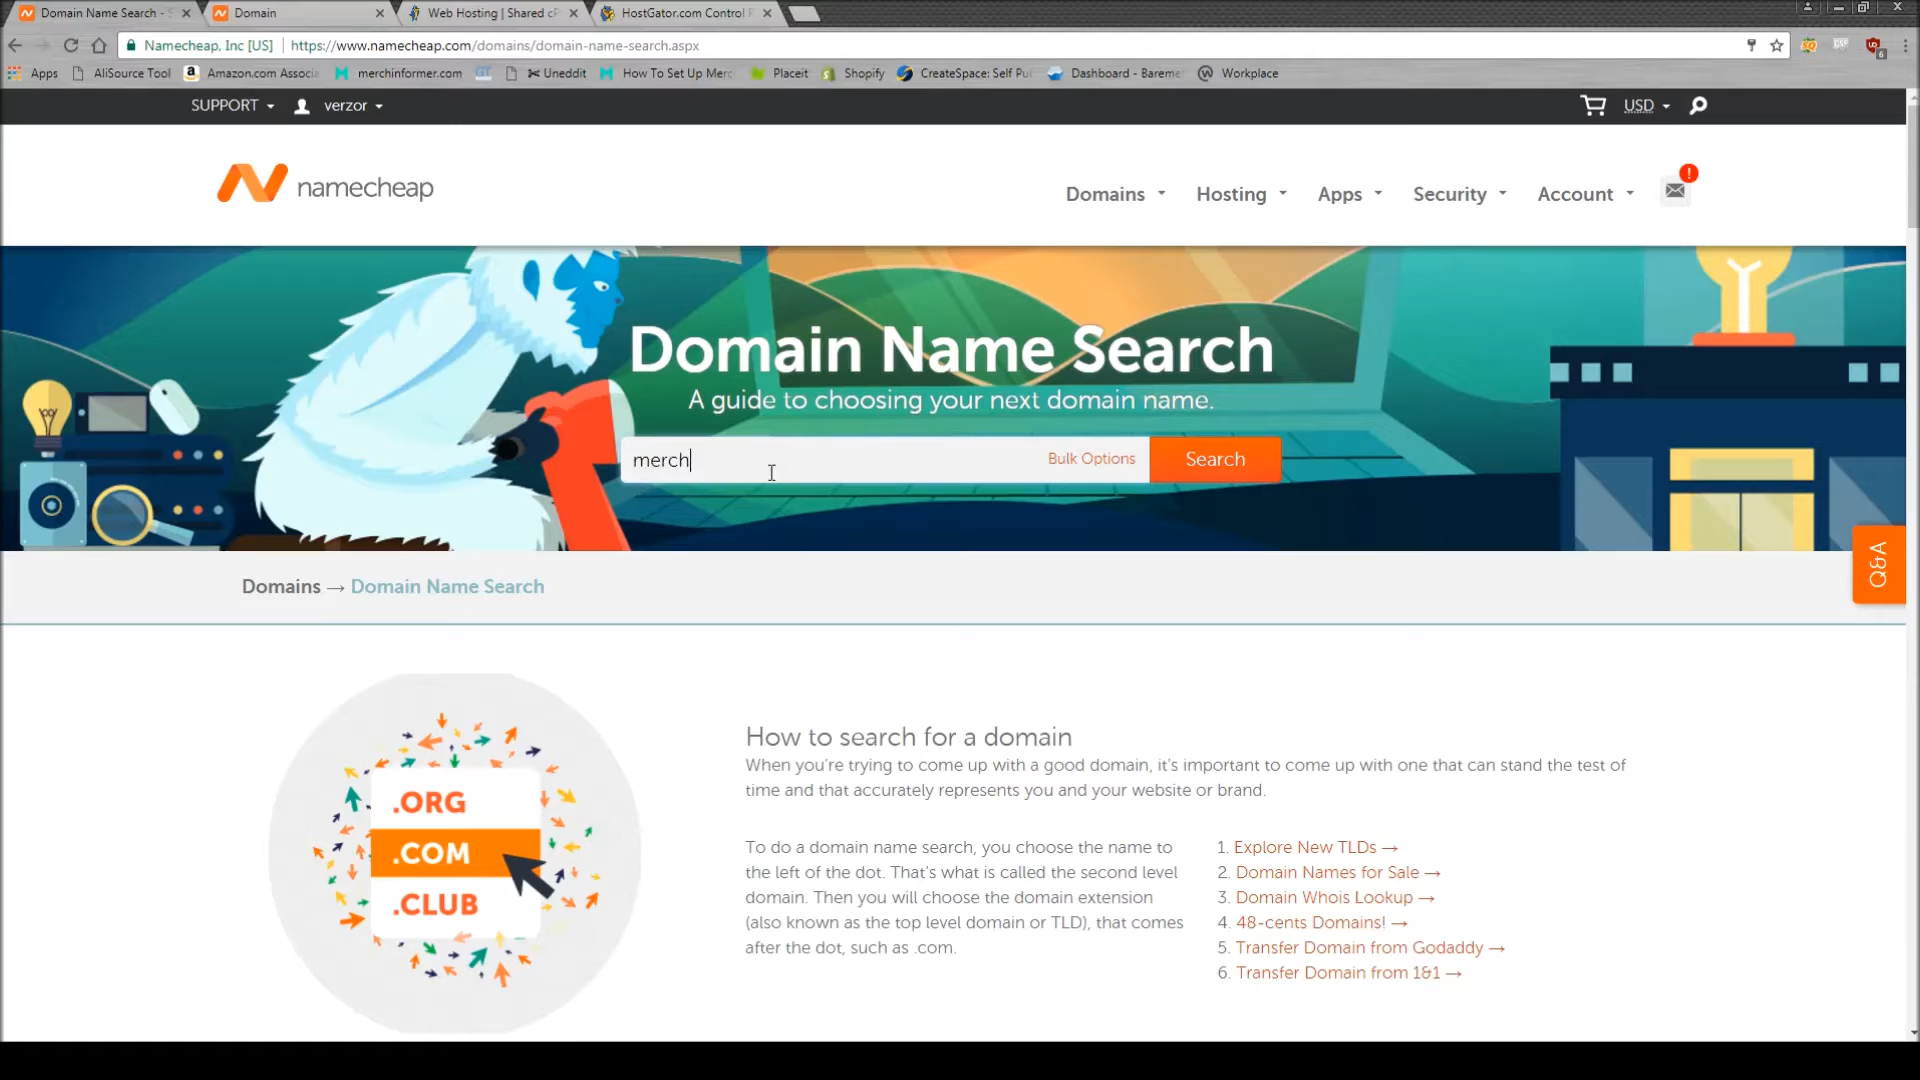 Domain Name Search - S
Domain
Web Hosting | Shared cP
HostGator.com Control P
Namecheap, Inc [US]
https://www.namecheap.com/domains/domain-name-search.aspx
Apps
AliSource Tool
Amazon.com Associa
merchinformer.com
GT
Uneddit
How To Set Up Merc
Placeit
Shopify
CreateSpace: Self Pu
Dashboard - Bareme
Workplace
SUPPORT
verzor
USD
namecheap
Domains
Hosting
Apps
Security
Account
!
Domain Name Search
A guide to choosing your next domain name.
merch
Bulk Options
Search
Q&A
Domains → Domain Name Search
.ORG
.COM
.CLUB
How to search for a domain
When you're trying to come up with a good domain, it's important to come up with one that can stand the test of
time and that accurately represents you and your website or brand.
To do a domain name search, you choose the name to
the left of the dot. That's what is called the second level
domain. Then you will choose the domain extension
(also known as the top level domain or TLD), that comes
after the dot, such as .com.
1. Explore New TLDs →
2. Domain Names for Sale →
3. Domain Whois Lookup →
4. 48-cents Domains! →
5. Transfer Domain from Godaddy →
6. Transfer Domain from 1&1 →